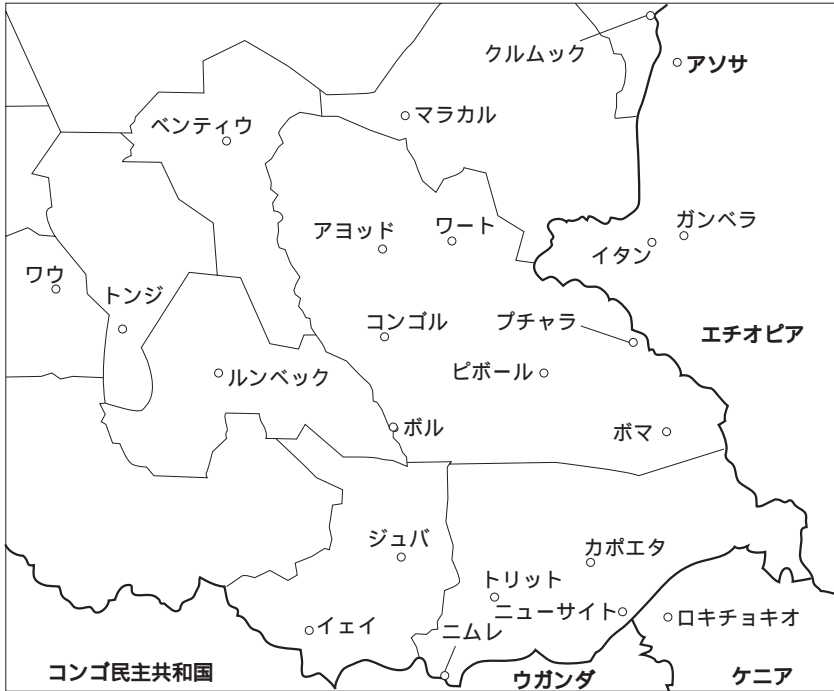 クルムック
アソサ
マラカル
ベンティウ
ガンベラ
アヨッド
ワート
イタン
ワウ
トンジ
コンゴル
プチャラ
エチオピア
ルンベック
ピボール
ボル
ボマ
ジュバ
カポエタ
トリット
ニューサイト
ロキチョキオ
イェイ
ニムレ
コンゴ民主共和国
ウガンダ
ケニア